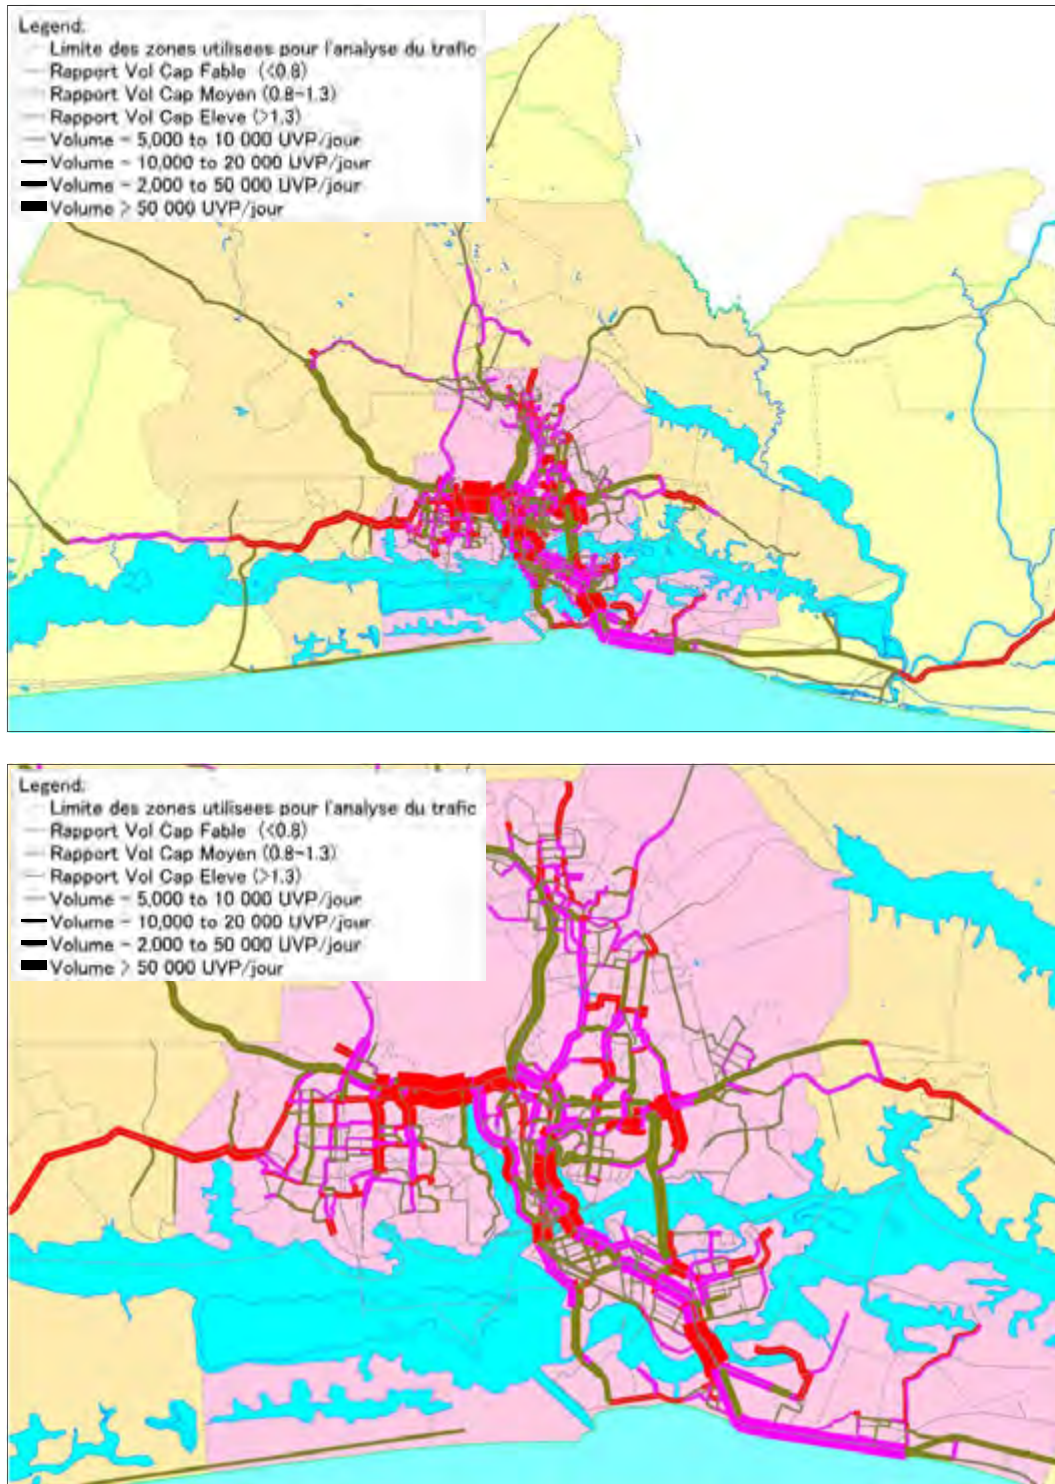 Legend:
Limite des zones utilisees pour l'analyse du trafic
Rapport Vol Cap Fable (<0.8)
Rapport Vol Cap Moyen (0.8-1.3)
Rapport Vol Cap Eleve (>1.3)
Volume - 5,000 to 10 000 UVP/jour
Volume - 10,000 to 20 000 UVP/jour
Volume - 2,000 to 50 000 UVP/jour
Volume > 50 000 UVP/jour
Legend:
Limite des zones utilisees pour l'analyse du trafic
Rapport Vol Cap Fable (<0.8)
Rapport Vol Cap Moyen (0.8-1.3)
Rapport Vol Cap Eleve (>1.3)
Volume - 5,000 to 10 000 UVP/jour
Volume - 10,000 to 20 000 UVP/jour
Volume - 2,000 to 50 000 UVP/jour
Volume > 50 000 UVP/jour